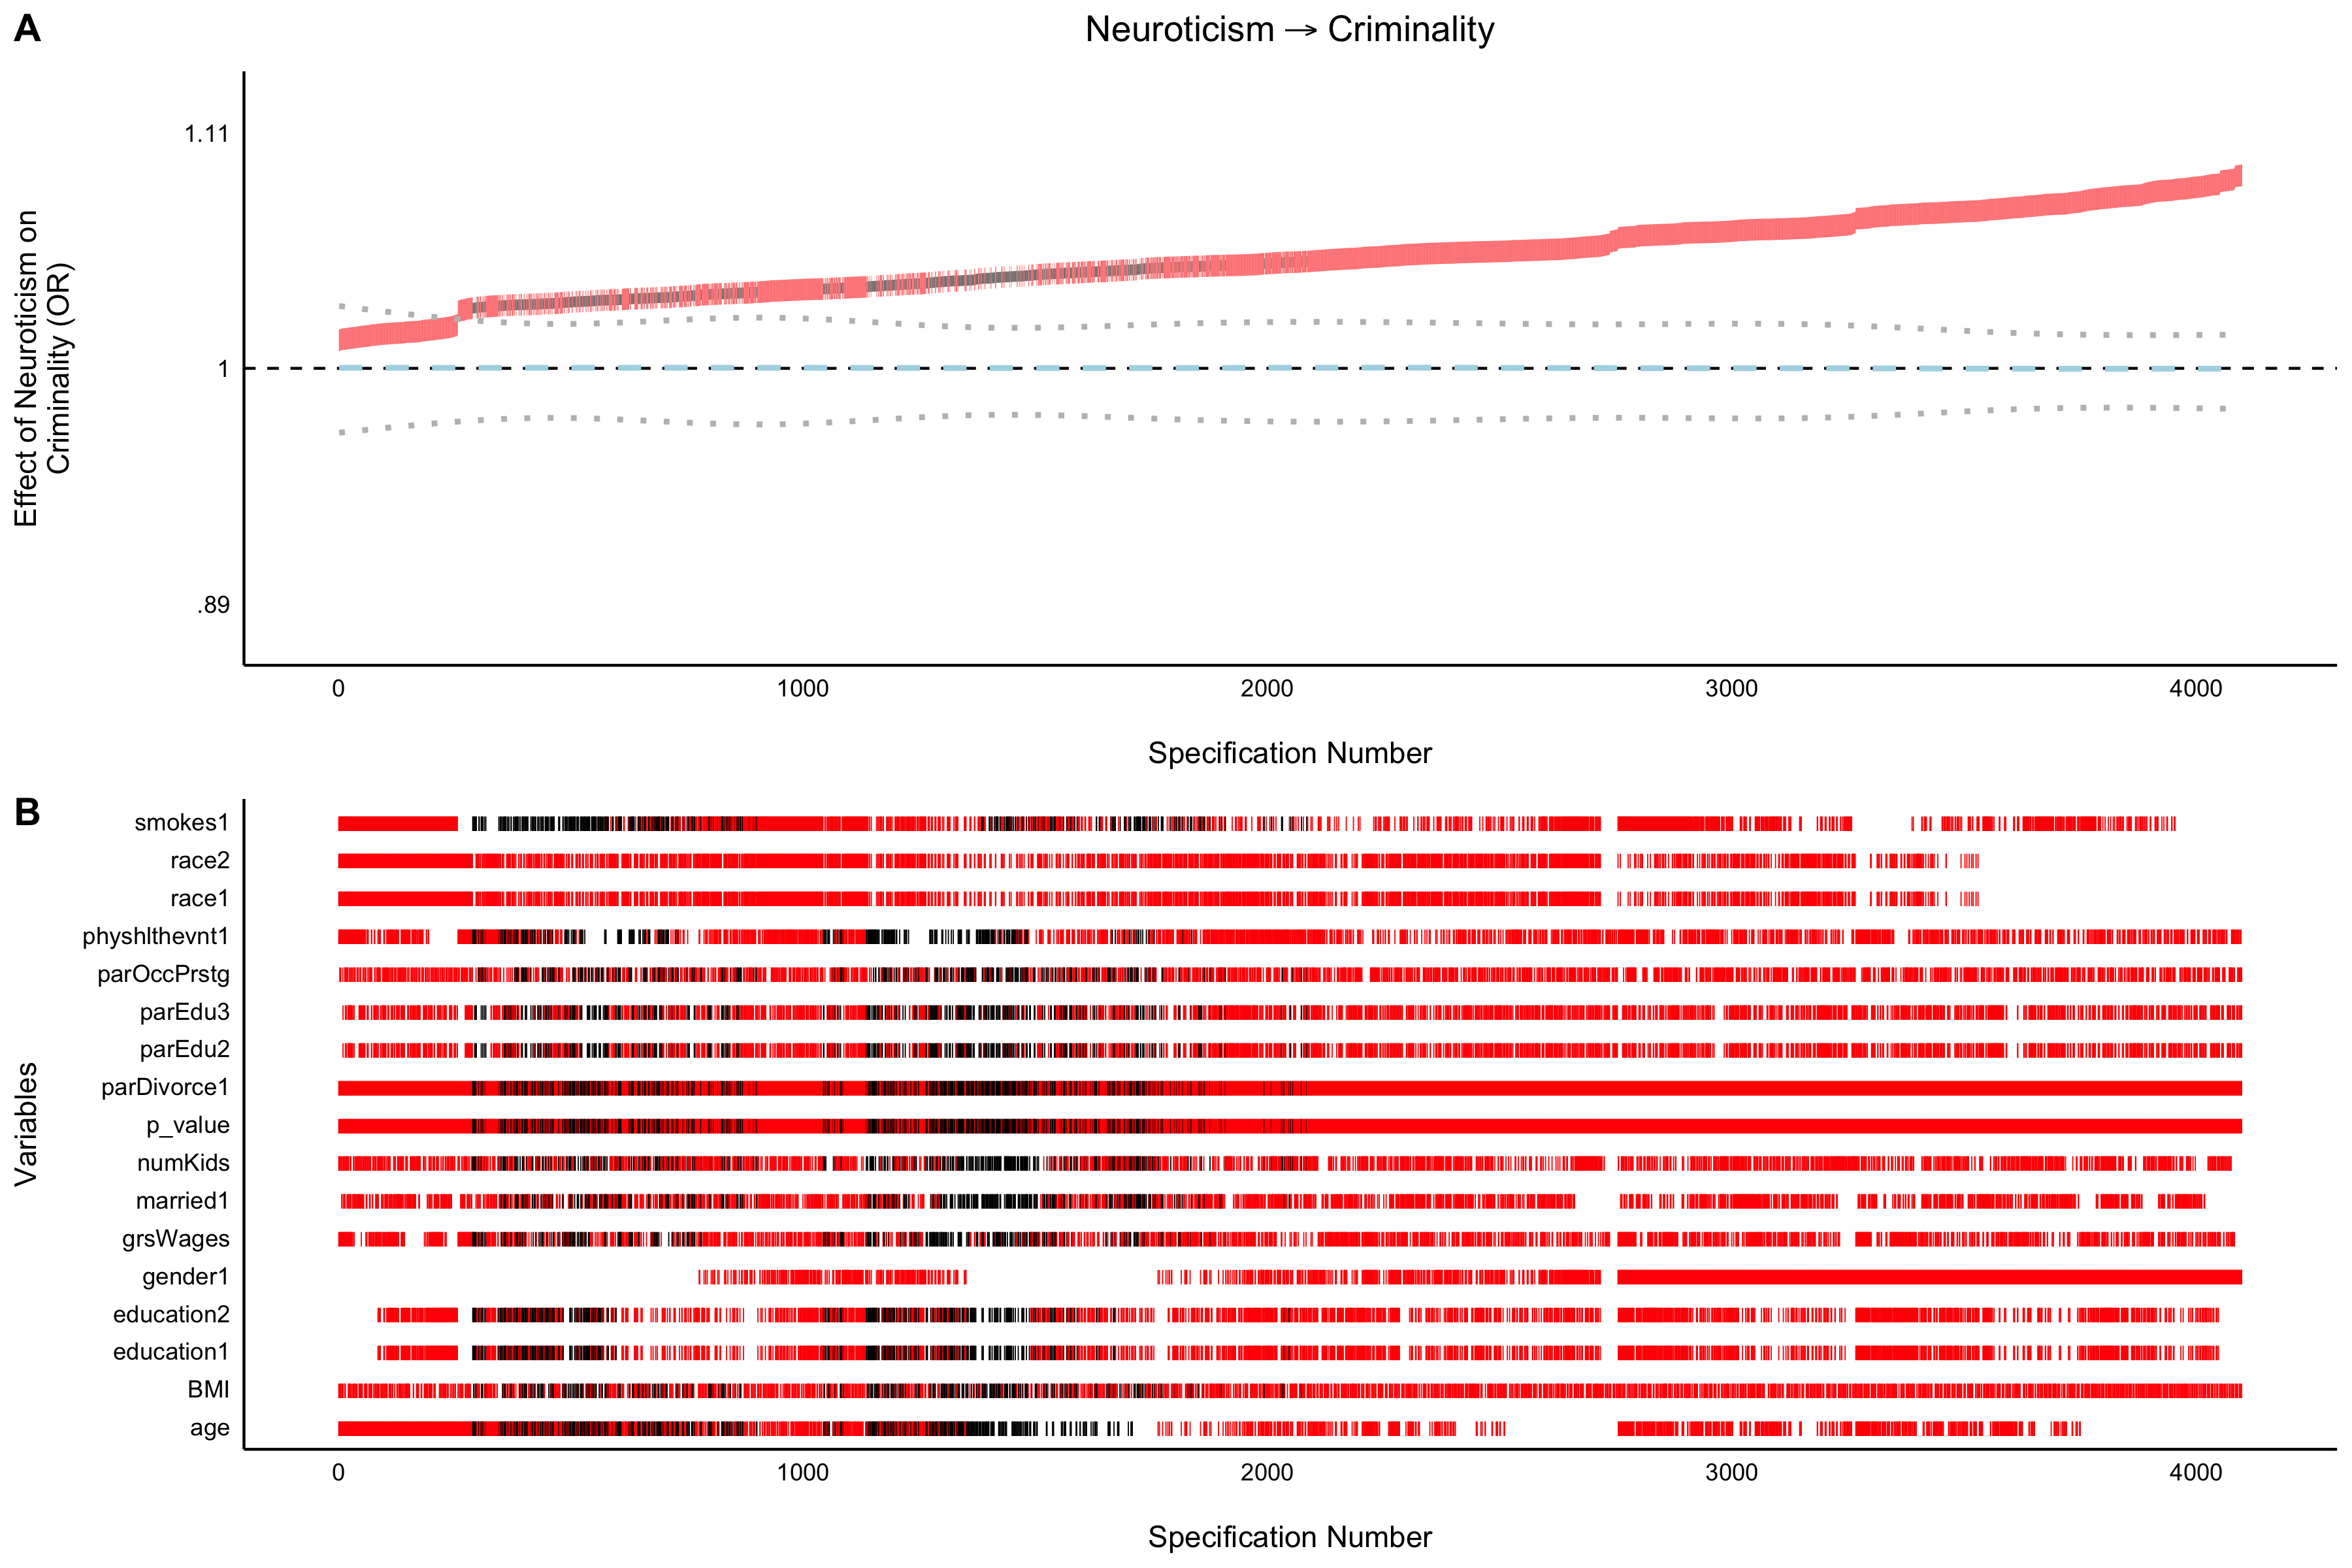 A
Neuroticism → Criminality
Effect of Neuroticism on
Criminality (OR)
1.11
1
.89
0 1000 2000 3000 4000
Specification Number
B
Variables
smokes1
race2
race1
physhlthevnt1
parOccPrstg
parEdu3
parEdu2
parDivorce1
p_value
numKids
married1
grsWages
gender1
education2
education1
BMI
age
0 1000 2000 3000 4000
Specification Number